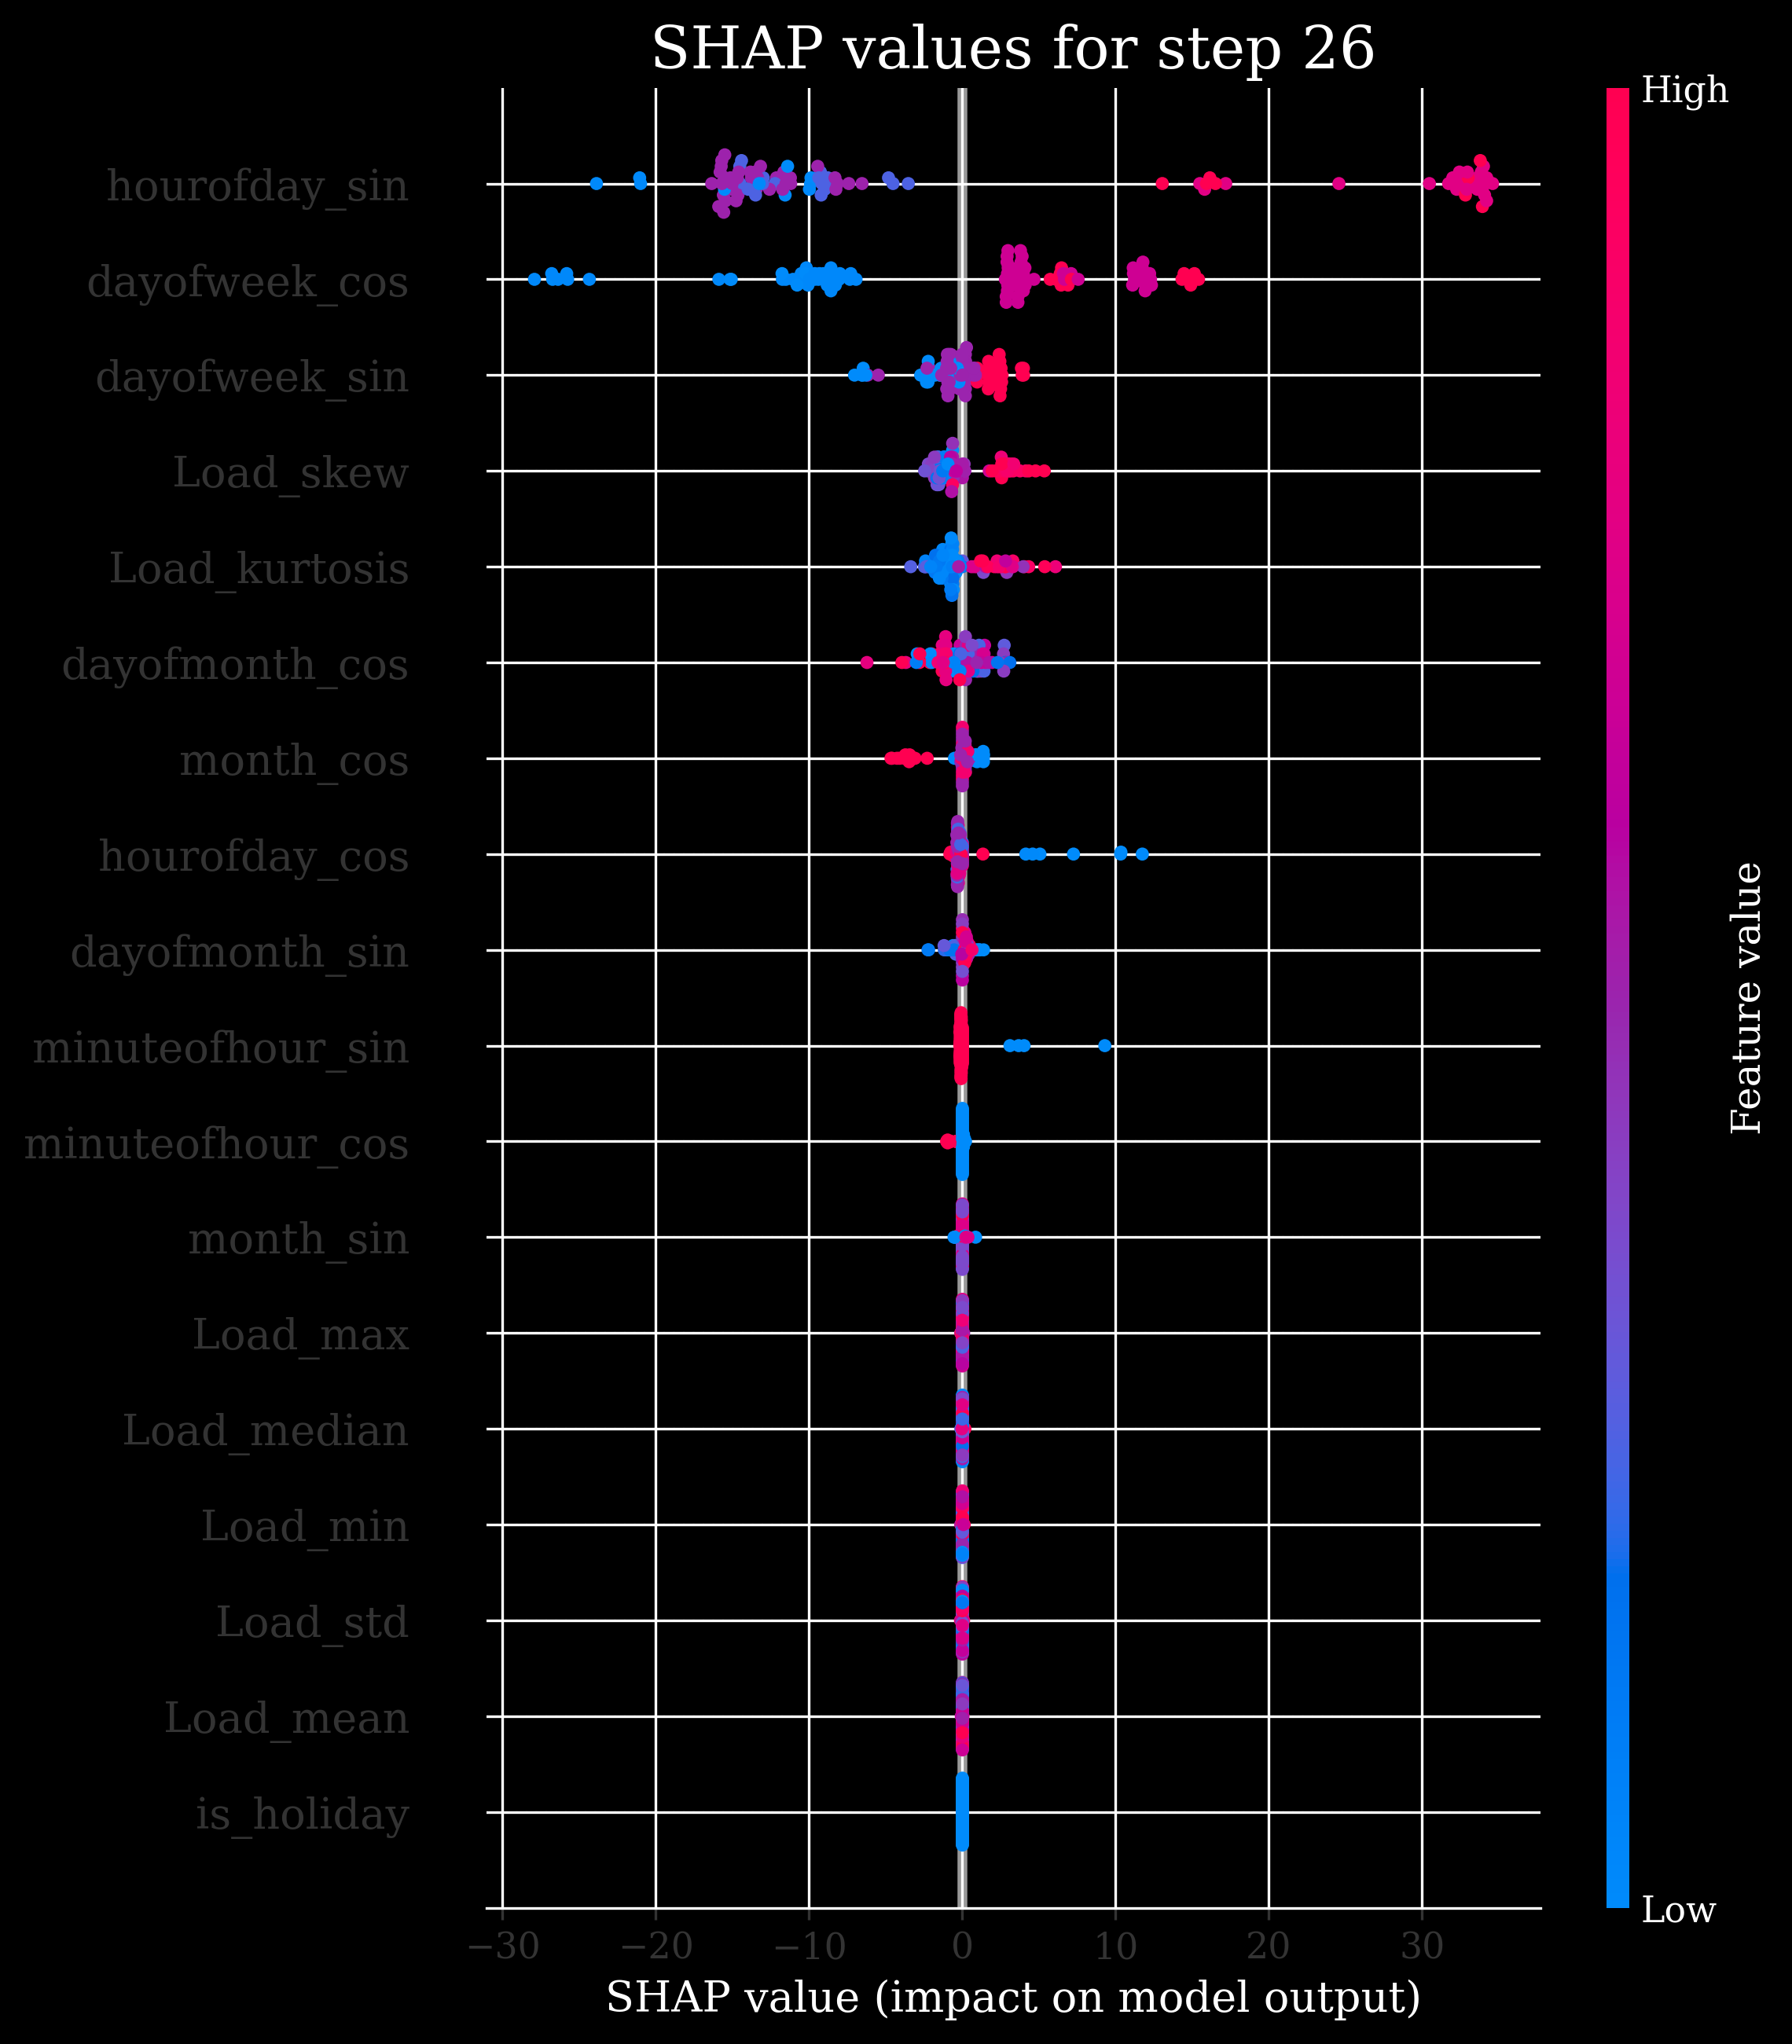 SHAP values for step 26
High
hourofday_sin
dayofweek_cos
dayofweek_sin
Load_skew
Load_kurtosis
dayofmonth_cos
month_cos
hourofday_cos
dayofmonth_sin
minuteofhour_sin
minuteofhour_cos
month_sin
Load_max
Load_median
Load_min
Load_std
Load_mean
is_holiday
Feature value
Low
−30 −20 −10 0 10 20 30
SHAP value (impact on model output)